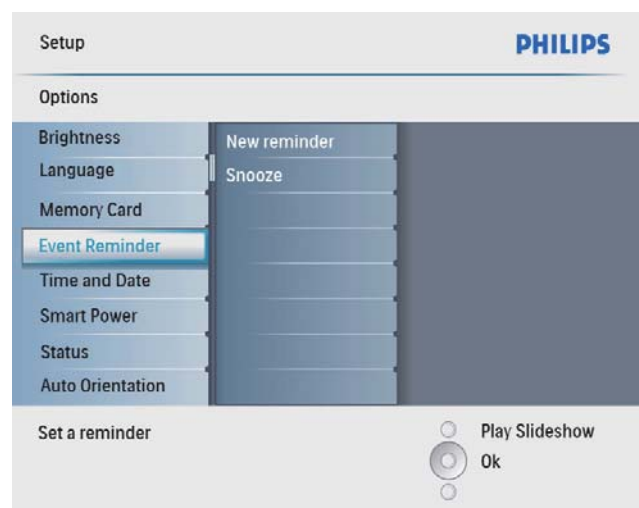 Setup
PHILIPS
Options
Brightness
Language
Memory Card
Event Reminder
Time and Date
Smart Power
Status
Auto Orientation
New reminder
Snooze
Set a reminder
Play Slideshow
Ok